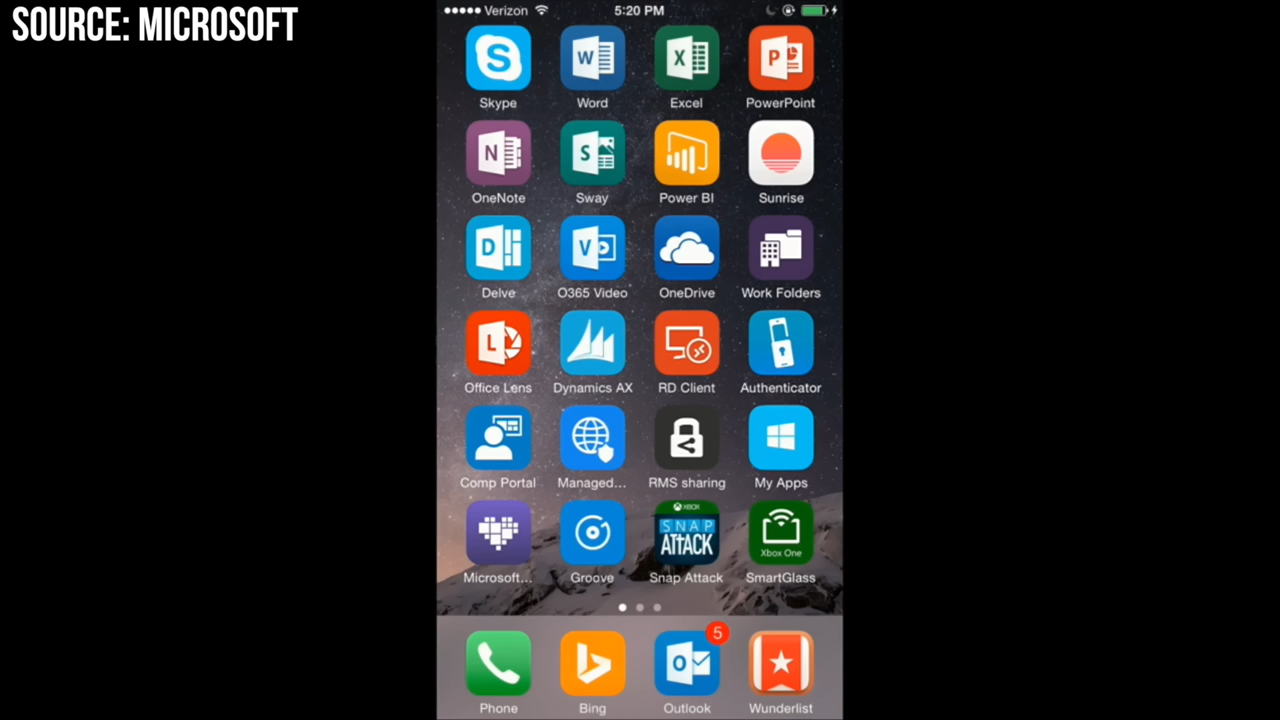 SOURCE: MICROSOFT
Verizon 5:20 PM
S W X P
Skype Word Excel PowerPoint
N S
OneNote Sway Power BI Sunrise
D V
Delve O365 Video OneDrive Work Folders
L
Office Lens Dynamics AX RD Client Authenticator
Comp Portal Managed... RMS sharing My Apps
XBOX
SNAP
ATTACK
Xbox One
Microsoft... Groove Snap Attack SmartGlass
5
b O
Phone Bing Outlook Wunderlist